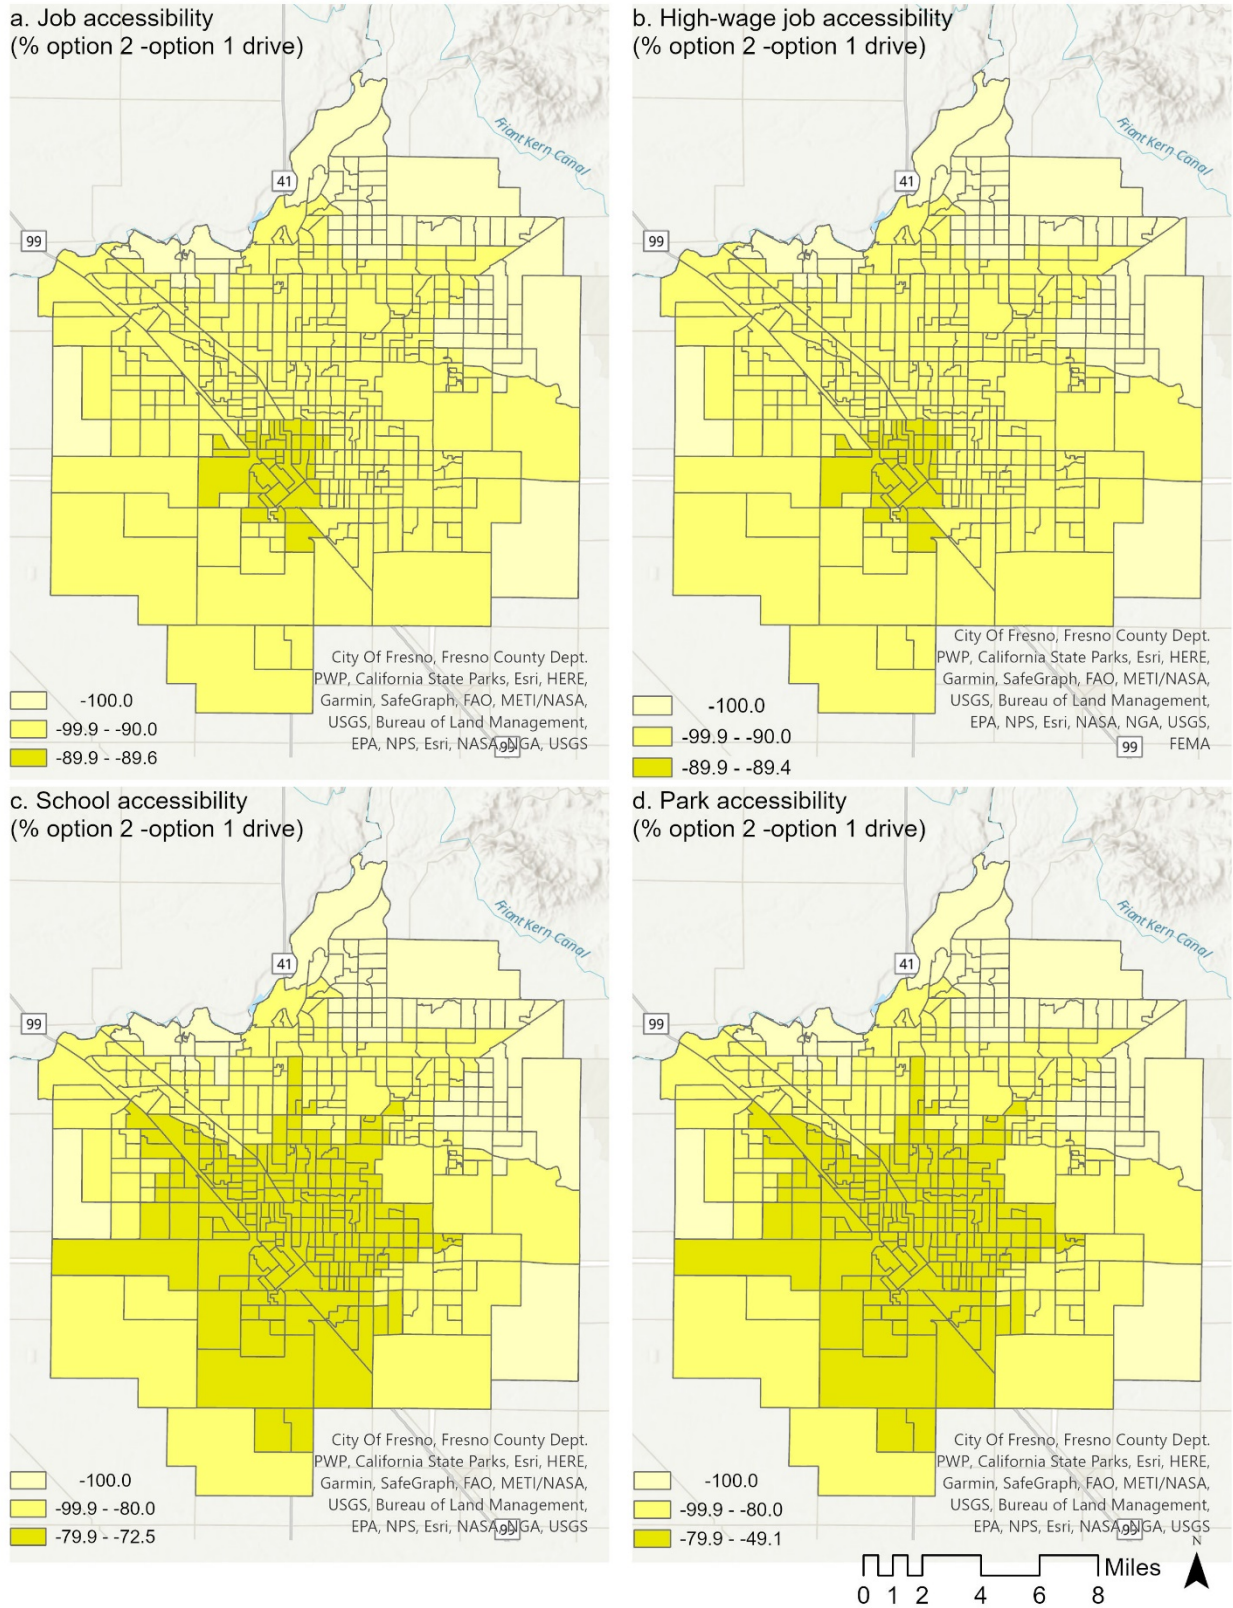 a. Job accessibility
(% option 2 -option 1 drive)
Friant Kern Canal
41
99
City Of Fresno, Fresno County Dept.
PWP, California State Parks, Esri, HERE,
Garmin, SafeGraph, FAO, METI/NASA,
USGS, Bureau of Land Management,
EPA, NPS, Esri, NASA, NGA, USGS
99
-100.0
-99.9 - -90.0
-89.9 - -89.6
b. High-wage job accessibility
(% option 2 -option 1 drive)
Friant Kern Canal
41
99
City Of Fresno, Fresno County Dept.
PWP, California State Parks, Esri, HERE,
Garmin, SafeGraph, FAO, METI/NASA,
USGS, Bureau of Land Management,
EPA, NPS, Esri, NASA, NGA, USGS,
FEMA
99
-100.0
-99.9 - -90.0
-89.9 - -89.4
c. School accessibility
(% option 2 -option 1 drive)
Friant Kern Canal
41
99
City Of Fresno, Fresno County Dept.
PWP, California State Parks, Esri, HERE,
Garmin, SafeGraph, FAO, METI/NASA,
USGS, Bureau of Land Management,
EPA, NPS, Esri, NASA, NGA, USGS
99
-100.0
-99.9 - -80.0
-79.9 - -72.5
d. Park accessibility
(% option 2 -option 1 drive)
Friant Kern Canal
41
99
City Of Fresno, Fresno County Dept.
PWP, California State Parks, Esri, HERE,
Garmin, SafeGraph, FAO, METI/NASA,
USGS, Bureau of Land Management,
EPA, NPS, Esri, NASA, NGA, USGS
99
-100.0
-99.9 - -80.0
-79.9 - -49.1
N
Miles
0 1 2 4 6 8